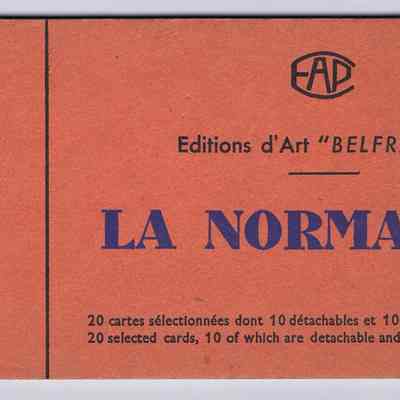 EAD
Editions d'Art "BELFR
LA NORMA
20 cartes sélectionnées dont 10 détachables et 10
20 selected cards, 10 of which are detachable and